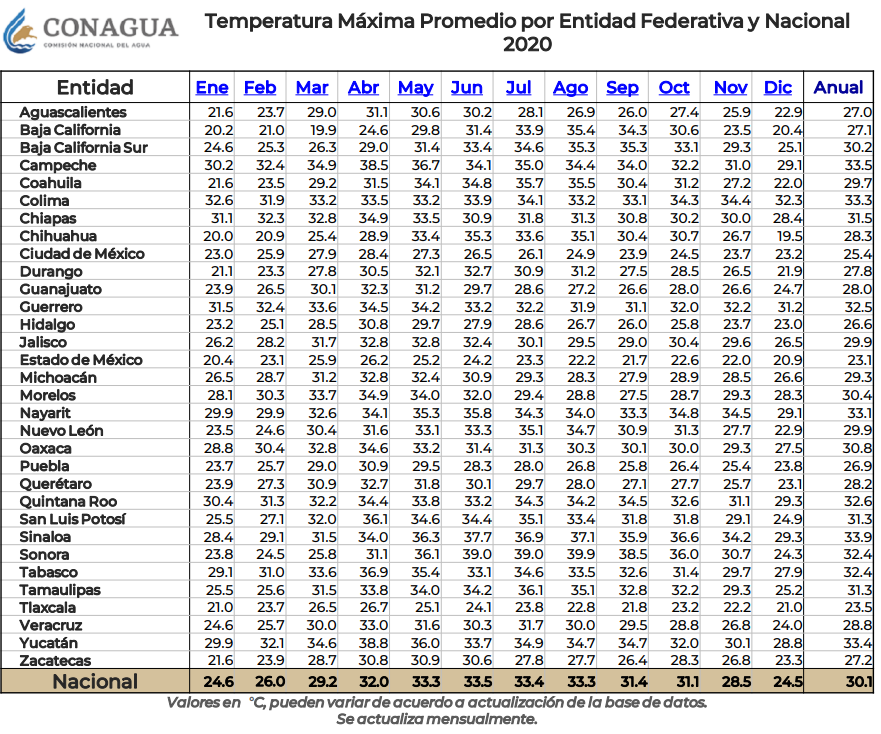 CONAGUA
COMISIÓN NACIONAL DEL AGUA
Temperatura Máxima Promedio por Entidad Federativa y Nacional
2020
Entidad Ene Feb Mar Abr May Jun Jul Ago Sep Oct Nov Dic Anual
Aguascalientes 21.6 23.7 29.0 31.1 30.6 30.2 28.1 26.9 26.0 27.4 25.9 22.9 27.0
Baja California 20.2 21.0 19.9 24.6 29.8 31.4 33.9 35.4 34.3 30.6 23.5 20.4 27.1
Baja California Sur 24.6 25.3 26.3 29.0 31.4 33.4 34.6 35.3 35.3 33.1 29.3 25.1 30.2
Campeche 30.2 32.4 34.9 38.5 36.7 34.1 35.0 34.4 34.0 32.2 31.0 29.1 33.5
Coahuila 21.6 23.5 29.2 31.5 34.1 34.8 35.7 35.5 30.4 31.2 27.2 22.0 29.7
Colima 32.6 31.9 33.2 33.5 33.2 33.9 34.1 33.2 33.1 34.3 34.4 32.3 33.3
Chiapas 31.1 32.3 32.8 34.9 33.5 30.9 31.8 31.3 30.8 30.2 30.0 28.4 31.5
Chihuahua 20.0 20.9 25.4 28.9 33.4 35.3 33.6 35.1 30.4 30.7 26.7 19.5 28.3
Ciudad de México 23.0 25.9 27.9 28.4 27.3 26.5 26.1 24.9 23.9 24.5 23.7 23.2 25.4
Durango 21.1 23.3 27.8 30.5 32.1 32.7 30.9 31.2 27.5 28.5 26.5 21.9 27.8
Guanajuato 23.9 26.5 30.1 32.3 31.2 29.7 28.6 27.2 26.6 28.0 26.6 24.7 28.0
Guerrero 31.5 32.4 33.6 34.5 34.2 33.2 32.2 31.9 31.1 32.0 32.2 31.2 32.5
Hidalgo 23.2 25.1 28.5 30.8 29.7 27.9 28.6 26.7 26.0 25.8 23.7 23.0 26.6
Jalisco 26.2 28.2 31.7 32.8 32.8 32.4 30.1 29.5 29.0 30.4 29.6 26.5 29.9
Estado de México 20.4 23.1 25.9 26.2 25.2 24.2 23.3 22.2 21.7 22.6 22.0 20.9 23.1
Michoacán 26.5 28.7 31.2 32.8 32.4 30.9 29.3 28.3 27.9 28.9 28.5 26.6 29.3
Morelos 28.1 30.3 33.7 34.9 34.0 32.0 29.4 28.8 27.5 28.7 29.3 28.3 30.4
Nayarit 29.9 29.9 32.6 34.1 35.3 35.8 34.3 34.0 33.3 34.8 34.5 29.1 33.1
Nuevo León 23.5 24.6 30.4 31.6 33.1 33.3 35.1 34.7 30.9 31.3 27.7 22.9 29.9
Oaxaca 28.8 30.4 32.8 34.6 33.2 31.4 31.3 30.3 30.1 30.0 29.3 27.5 30.8
Puebla 23.7 25.7 29.0 30.9 29.5 28.3 28.0 26.8 25.8 26.4 25.4 23.8 26.9
Querétaro 23.9 27.3 30.9 32.7 31.8 30.1 29.7 28.0 27.1 27.7 25.7 23.1 28.2
Quintana Roo 30.4 31.3 32.2 34.4 33.8 33.2 34.3 34.2 34.5 32.6 31.1 29.3 32.6
San Luis Potosí 25.5 27.1 32.0 36.1 34.6 34.4 35.1 33.4 31.8 31.8 29.1 24.9 31.3
Sinaloa 28.4 29.1 31.5 34.0 36.3 37.7 36.9 37.1 35.9 36.6 34.2 29.3 33.9
Sonora 23.8 24.5 25.8 31.1 36.1 39.0 39.0 39.9 38.5 36.0 30.7 24.3 32.4
Tabasco 29.1 31.0 33.6 36.9 35.4 33.1 34.6 33.5 32.6 31.4 29.7 27.9 32.4
Tamaulipas 25.5 25.6 31.5 33.8 34.0 34.2 36.1 35.1 32.8 32.2 29.3 25.2 31.3
Tlaxcala 21.0 23.7 26.5 26.7 25.1 24.1 23.8 22.8 21.8 23.2 22.2 21.0 23.5
Veracruz 24.6 25.7 30.0 33.0 31.6 30.3 31.7 30.0 29.5 28.8 26.8 24.0 28.8
Yucatán 29.9 32.1 34.6 38.8 36.0 33.7 34.9 34.7 34.7 32.0 30.1 28.8 33.4
Zacatecas 21.6 23.9 28.7 30.8 30.9 30.6 27.8 27.7 26.4 28.3 26.8 23.3 27.2
Nacional 24.6 26.0 29.2 32.0 33.3 33.5 33.4 33.3 31.4 31.1 28.5 24.5 30.1
Valores en °C, pueden variar de acuerdo a actualización de la base de datos.
Se actualiza mensualmente.